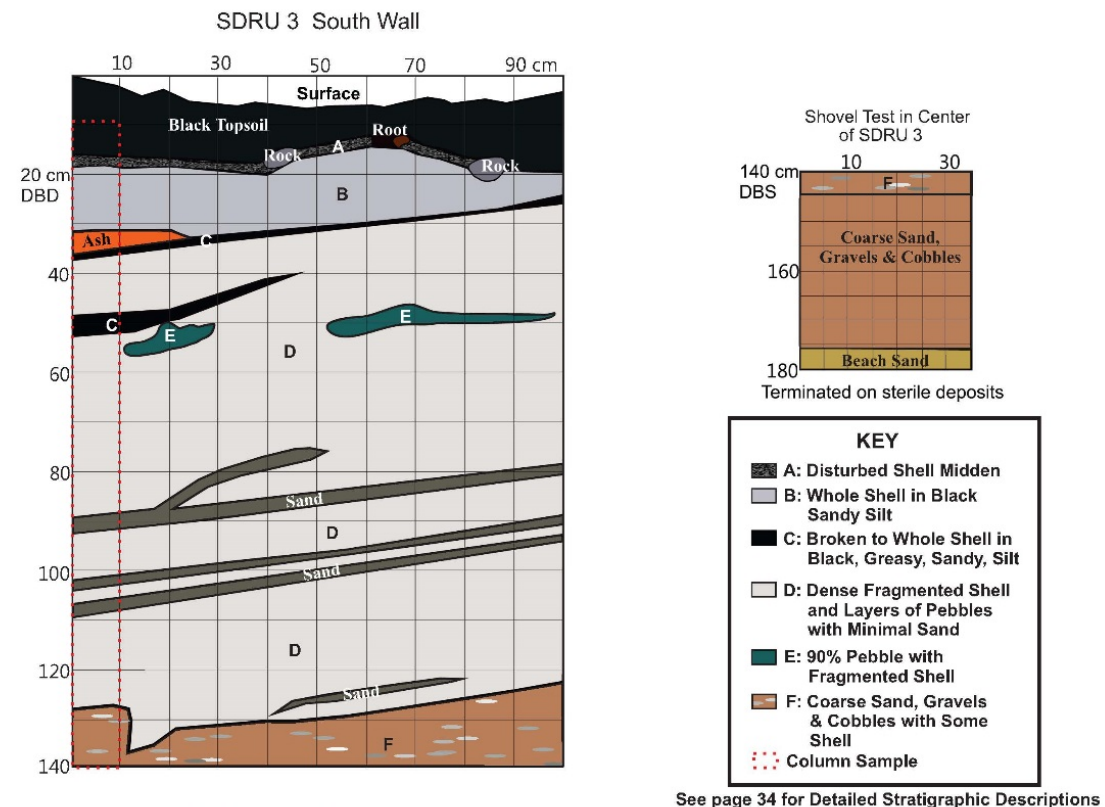 SDRU 3 South Wall
10 30 50 70 90 cm
Surface
Black Topsoil
Root
A
Rock
Rock
20 cm
DBD
B
Ash
C
40
C
E
E
D
60
80
Sand
D
100
Sand
D
120
Sand
F
140
Shovel Test in Center
of SDRU 3
10 30
140 cm
DBS
F
Coarse Sand,
Gravels & Cobbles
160
Beach Sand
180
Terminated on sterile deposits
KEY
A: Disturbed Shell Midden
B: Whole Shell in Black
Sandy Silt
C: Broken to Whole Shell in
Black, Greasy, Sandy, Silt
D: Dense Fragmented Shell
and Layers of Pebbles
with Minimal Sand
E: 90% Pebble with
Fragmented Shell
F: Coarse Sand, Gravels
& Cobbles with Some
Shell
Column Sample
See page 34 for Detailed Stratigraphic Descriptions